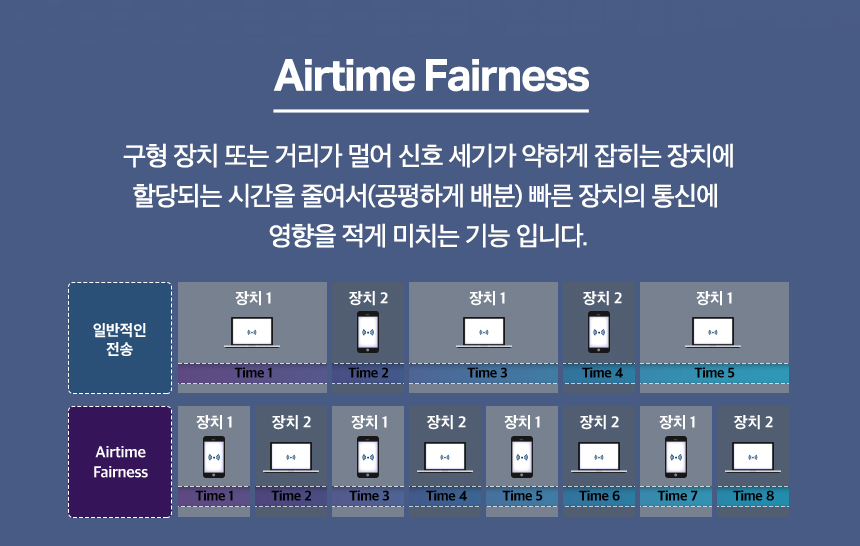 Airtime Fairness
구형 장치 또는 거리가 멀어 신호 세기가 약하게 잡히는 장치에
할당되는 시간을 줄여서(공평하게 배분) 빠른 장치의 통신에
영향을 적게 미치는 기능 입니다.
일반적인
전송
장치 1
장치 2
장치 1
장치 2
장치 1
Time 1
Time 2
Time 3
Time 4
Time 5
Airtime
Fairness
장치 1
장치 2
장치 1
장치 2
장치 1
장치 2
장치 1
장치 2
Time 1
Time 2
Time 3
Time 4
Time 5
Time 6
Time 7
Time 8